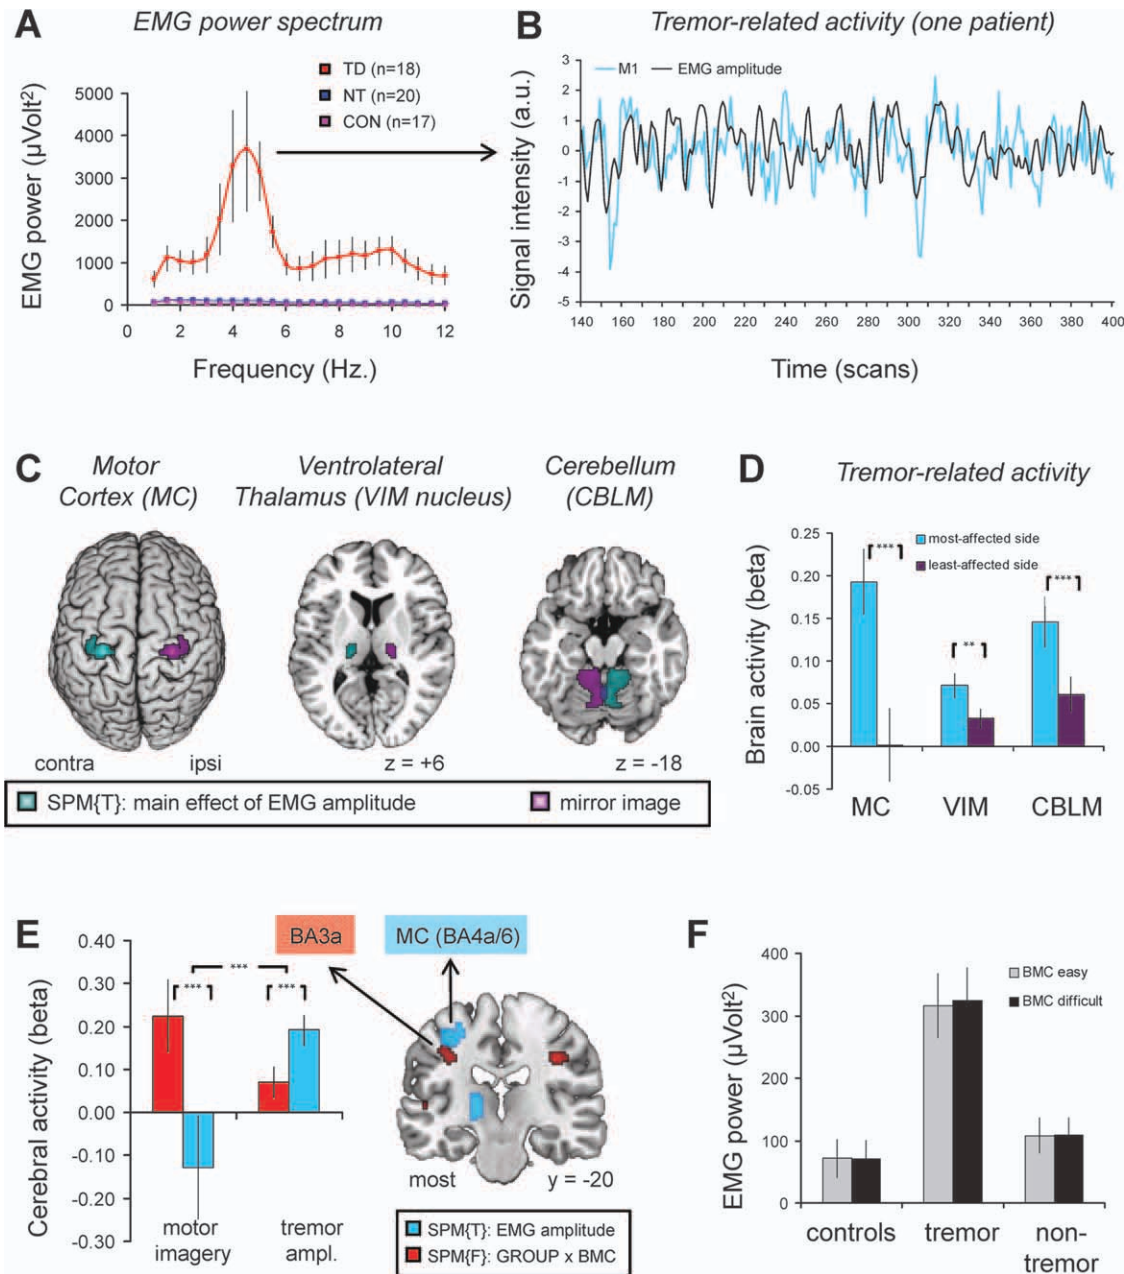 A
EMG power spectrum
TD (n=18)
NT (n=20)
CON (n=17)
EMG power (µVolt²)
5000
4000
3000
2000
1000
0
0 2 4 6 8 10 12
Frequency (Hz.)
B
Tremor-related activity (one patient)
M1 EMG amplitude
Signal intensity (a.u.)
3
2
1
0
-1
-2
-3
-4
-5
140 160 180 200 220 240 260 280 300 320 340 360 380 400
Time (scans)
C
Motor
Cortex (MC)
Ventrolateral
Thalamus (VIM nucleus)
Cerebellum
(CBLM)
contra ipsi
z = +6
z = -18
SPM{T}: main effect of EMG amplitude
mirror image
D
Tremor-related activity
most-affected side
least-affected side
Brain activity (beta)
0.25
0.20
0.15
0.10
0.05
0.00
-0.05
***
**
***
MC VIM CBLM
E
Cerebral activity (beta)
0.40
0.30
0.20
0.10
0.00
-0.10
-0.20
-0.30
***
***
***
motor
imagery
tremor
ampl.
BA3a
MC (BA4a/6)
most
y = -20
SPM{T}: EMG amplitude
SPM{F}: GROUP x BMC
F
BMC easy
BMC difficult
EMG power (µVolt²)
400
300
200
100
0
controls tremor non-
tremor